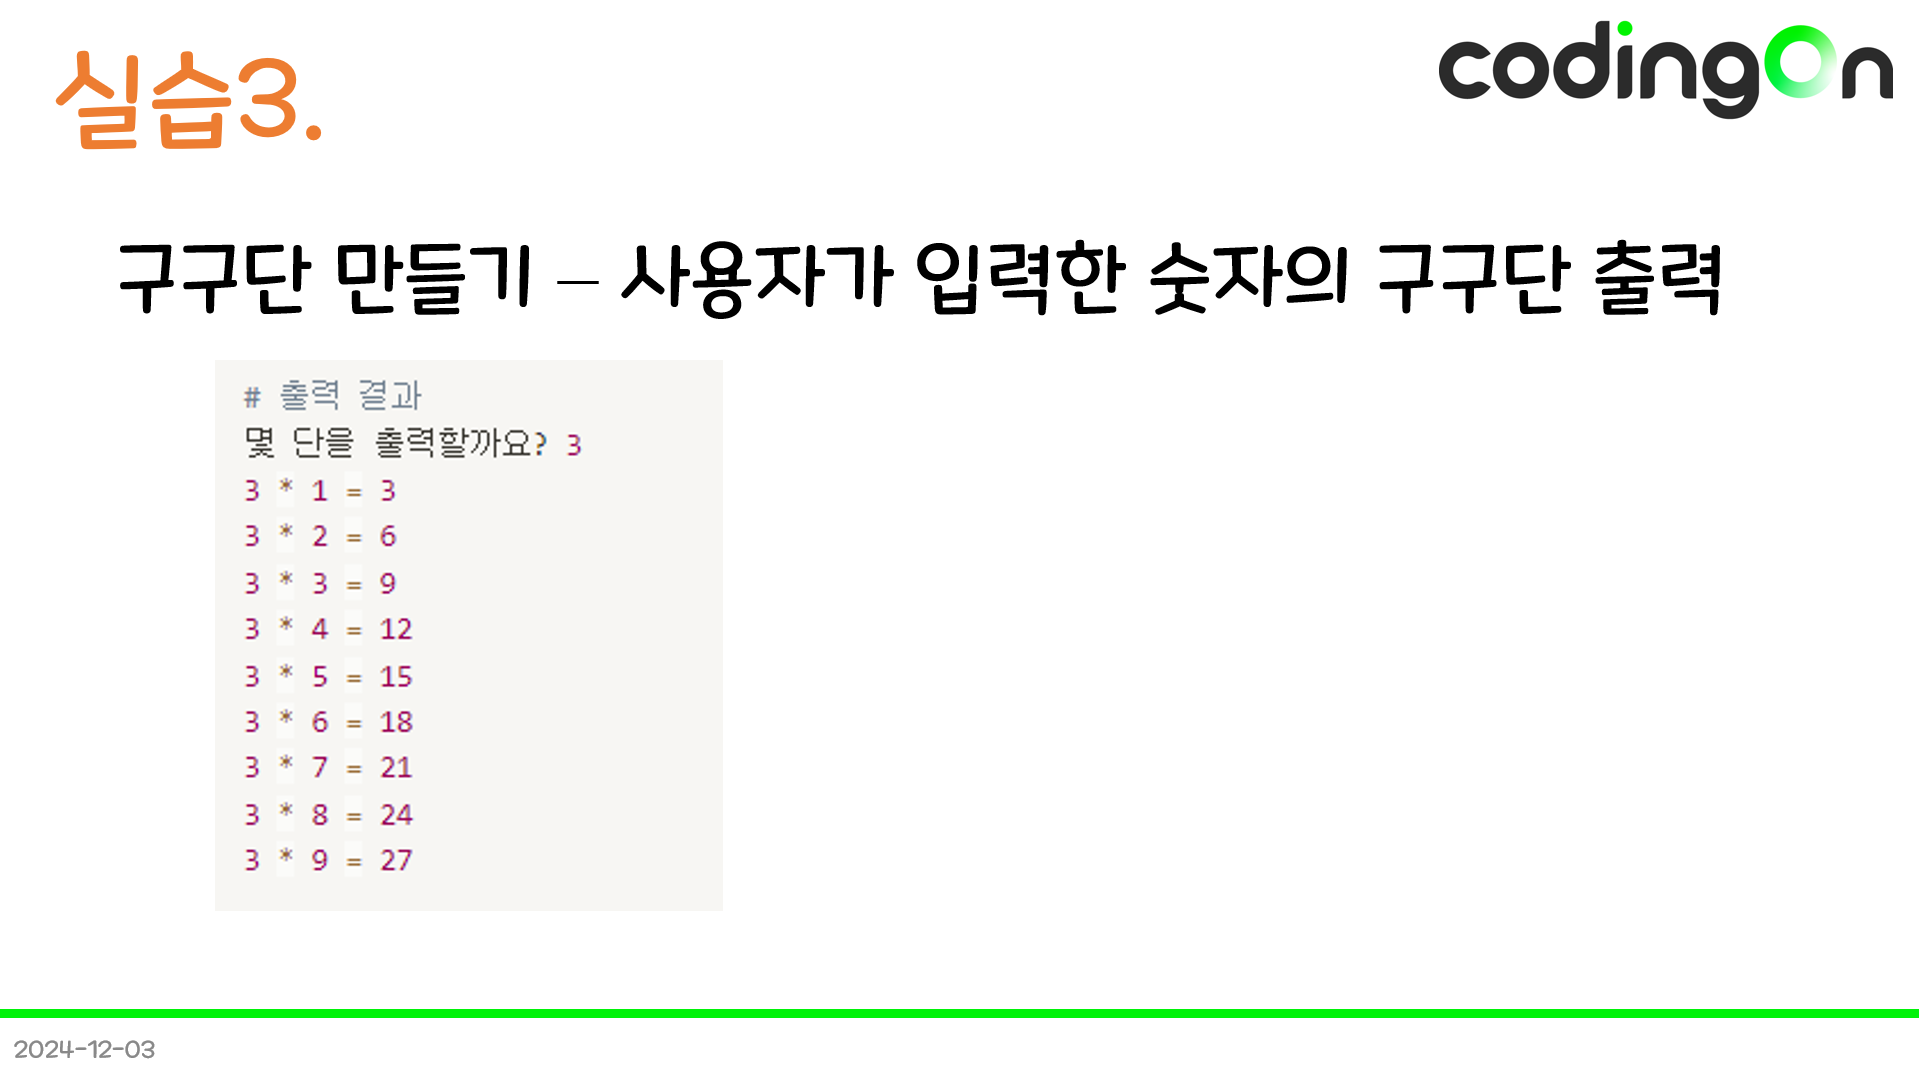 실습3.
codingOn
구구단 만들기 – 사용자가 입력한 숫자의 구구단 출력
# 출력 결과
몇 단을 출력할까요? 3
3 * 1 = 3
3 * 2 = 6
3 * 3 = 9
3 * 4 = 12
3 * 5 = 15
3 * 6 = 18
3 * 7 = 21
3 * 8 = 24
3 * 9 = 27
2024-12-03